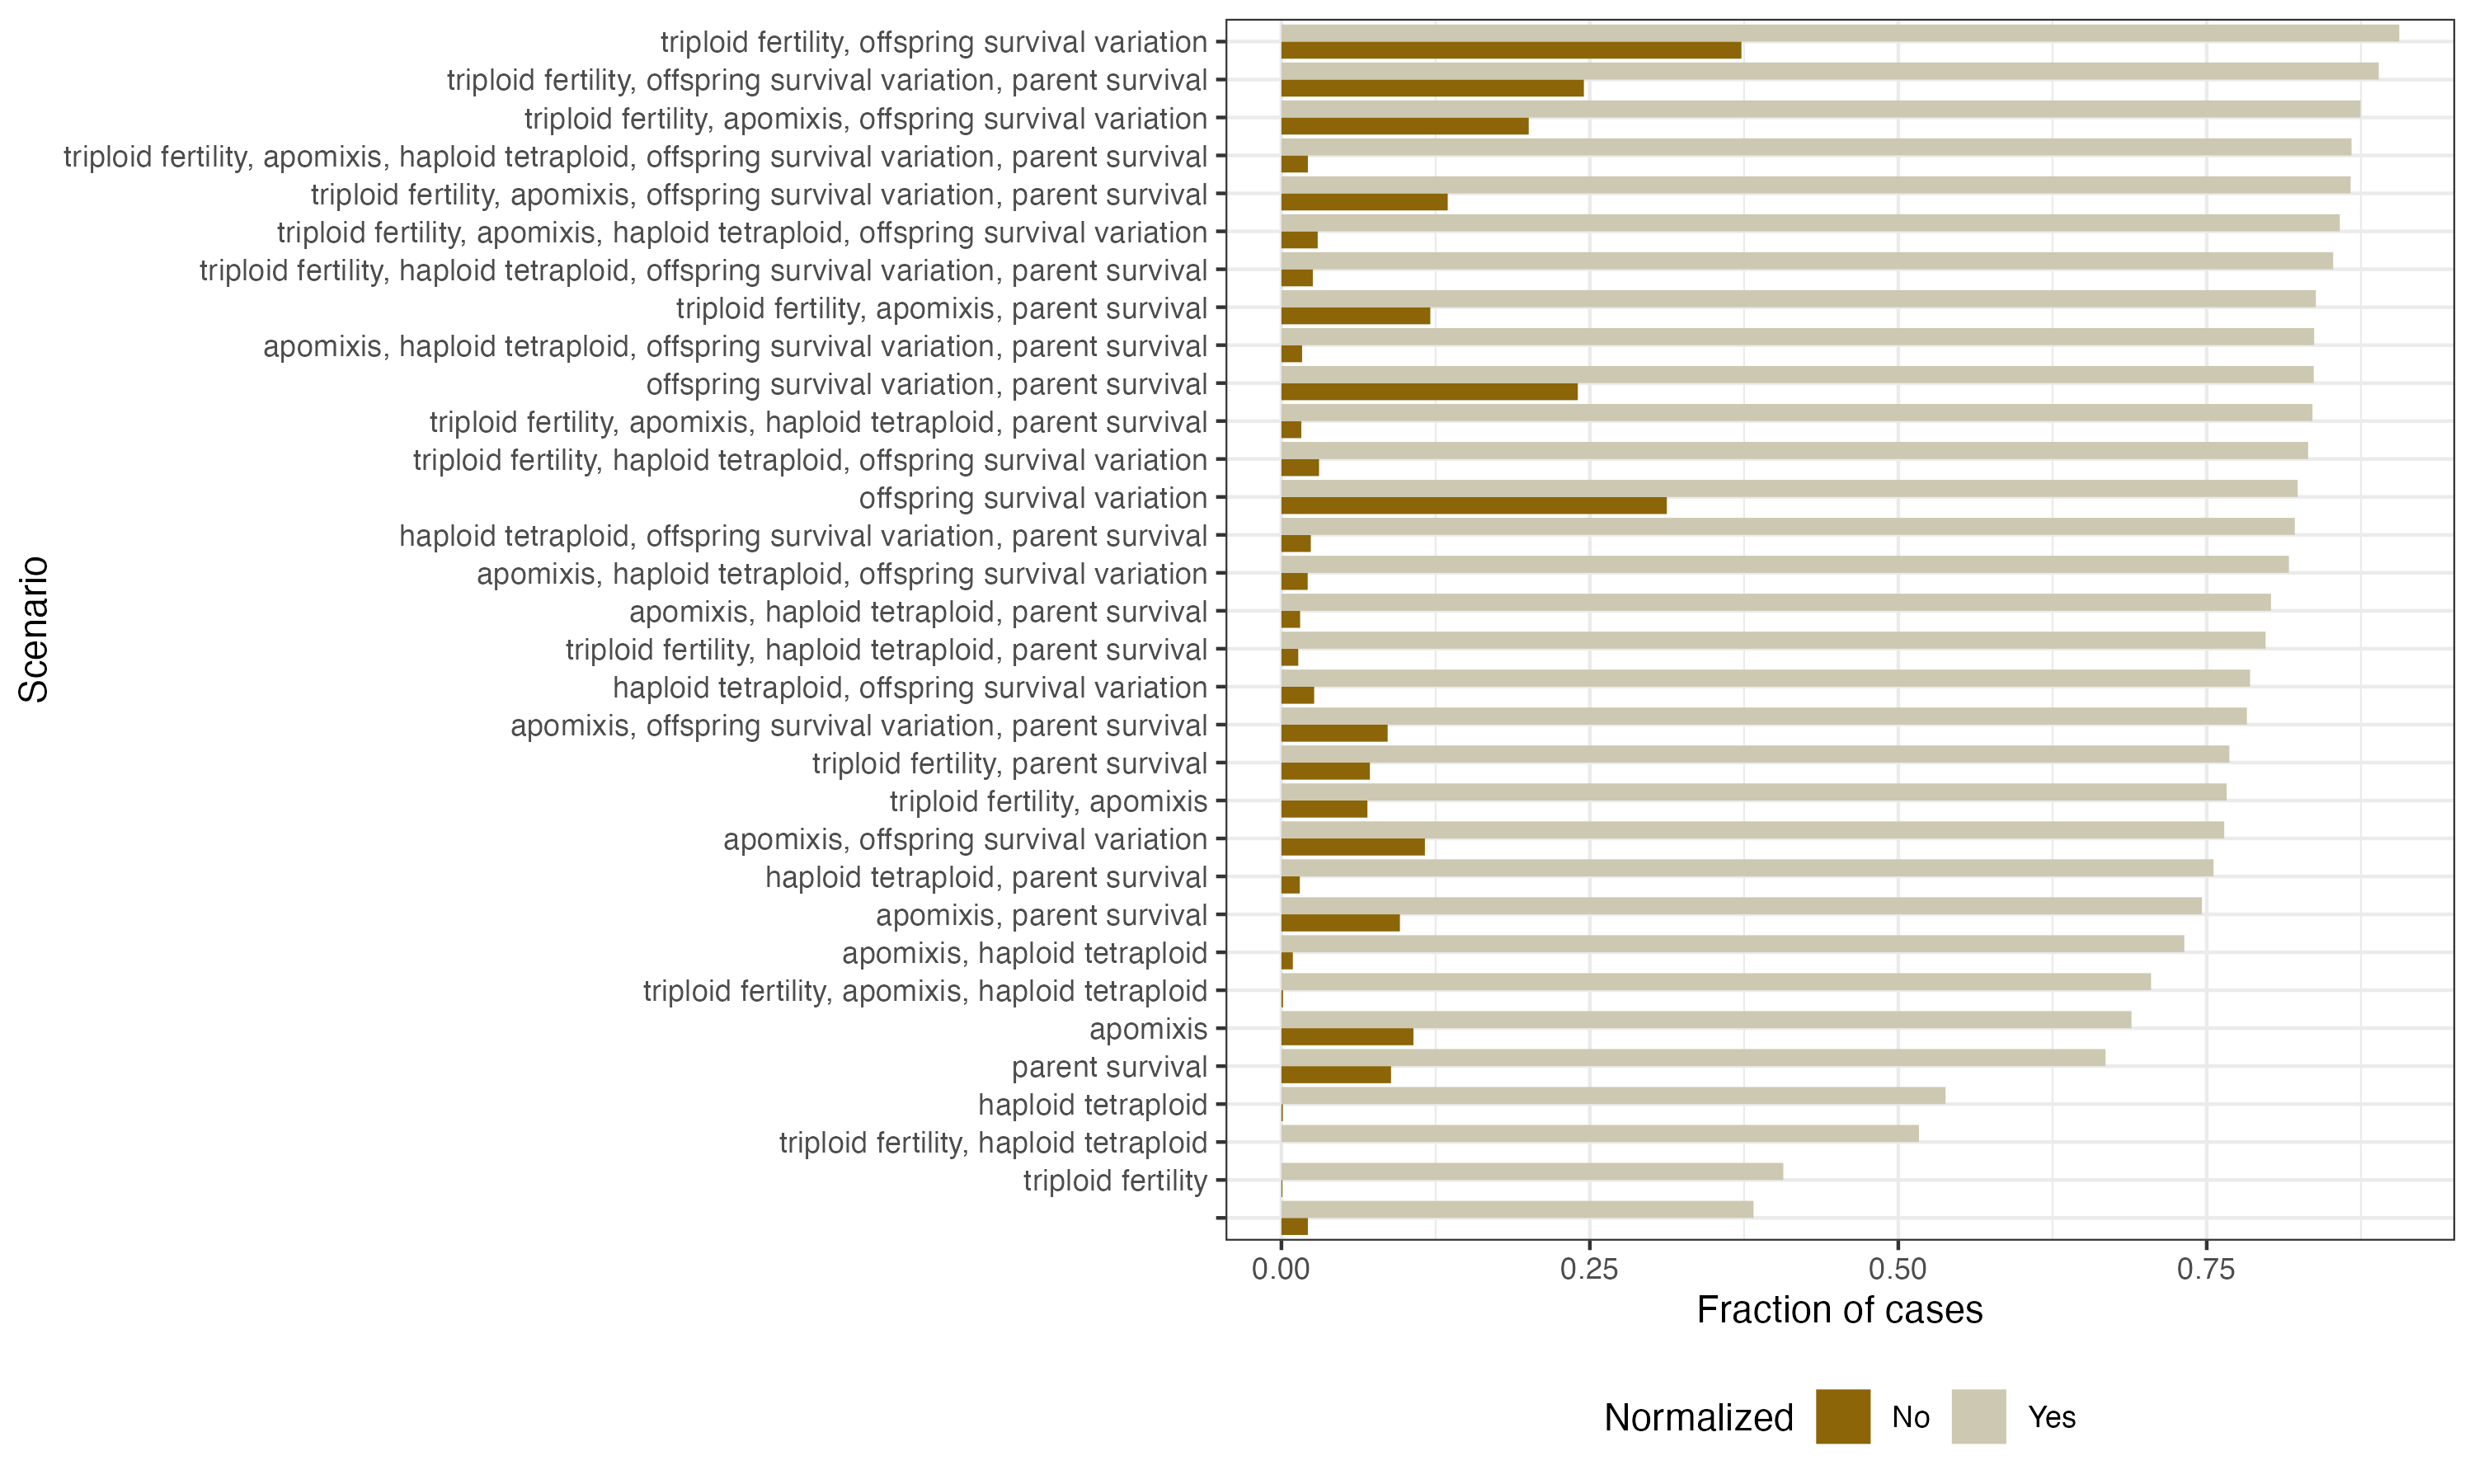 triploid fertility, offspring survival variation
triploid fertility, offspring survival variation, parent survival
triploid fertility, apomixis, offspring survival variation
triploid fertility, apomixis, haploid tetraploid, offspring survival variation, parent survival
triploid fertility, apomixis, offspring survival variation, parent survival
triploid fertility, apomixis, haploid tetraploid, offspring survival variation
triploid fertility, haploid tetraploid, offspring survival variation, parent survival
triploid fertility, apomixis, parent survival
apomixis, haploid tetraploid, offspring survival variation, parent survival
offspring survival variation, parent survival
triploid fertility, apomixis, haploid tetraploid, parent survival
triploid fertility, haploid tetraploid, offspring survival variation
offspring survival variation
haploid tetraploid, offspring survival variation, parent survival
apomixis, haploid tetraploid, offspring survival variation
apomixis, haploid tetraploid, parent survival
triploid fertility, haploid tetraploid, parent survival
haploid tetraploid, offspring survival variation
apomixis, offspring survival variation, parent survival
triploid fertility, parent survival
triploid fertility, apomixis
apomixis, offspring survival variation
haploid tetraploid, parent survival
apomixis, parent survival
apomixis, haploid tetraploid
triploid fertility, apomixis, haploid tetraploid
apomixis
parent survival
haploid tetraploid
triploid fertility, haploid tetraploid
triploid fertility
Scenario
0.00 0.25 0.50 0.75
Fraction of cases
Normalized No Yes